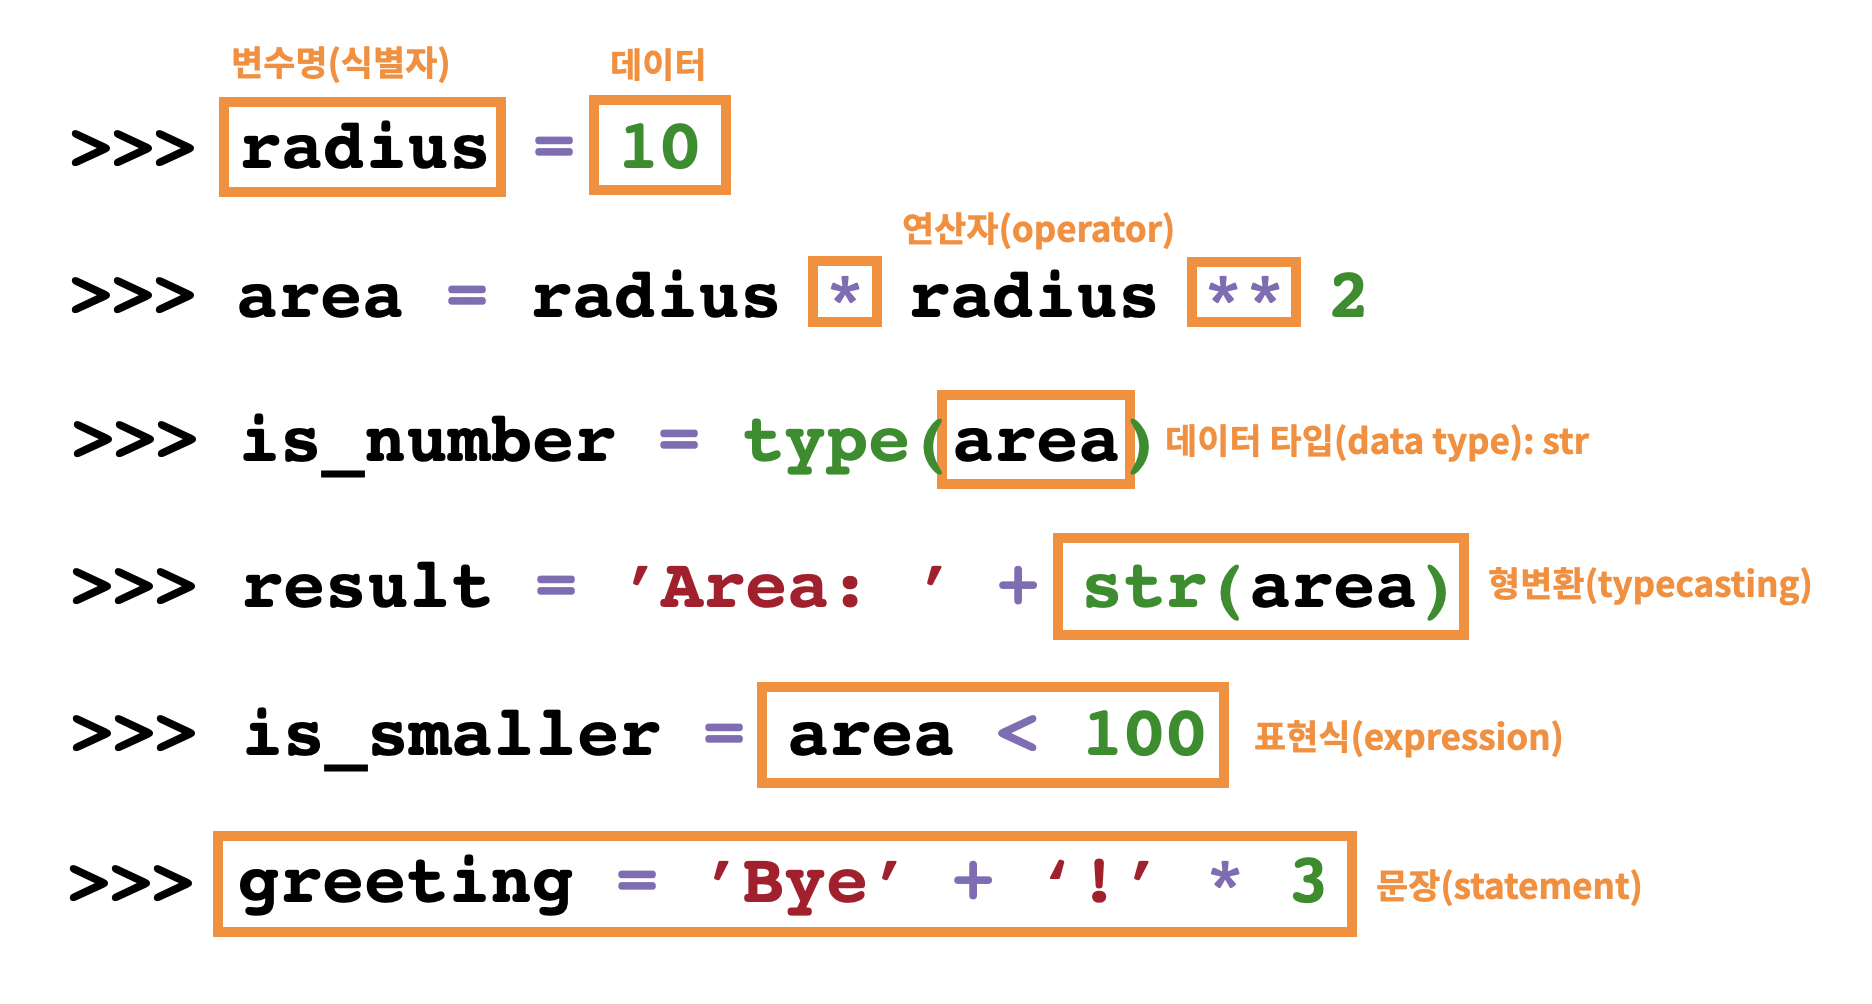 변수명(식별자) 데이터
>>> radius = 10
연산자(operator)
>>> area = radius * radius ** 2
>>> is_number = type(area) 데이터 타입(data type): str
>>> result = ’Area: ’ + str(area) 형변환(typecasting)
>>> is_smaller = area < 100 표현식(expression)
>>> greeting = ’Bye’ + ‘!’ * 3 문장(statement)